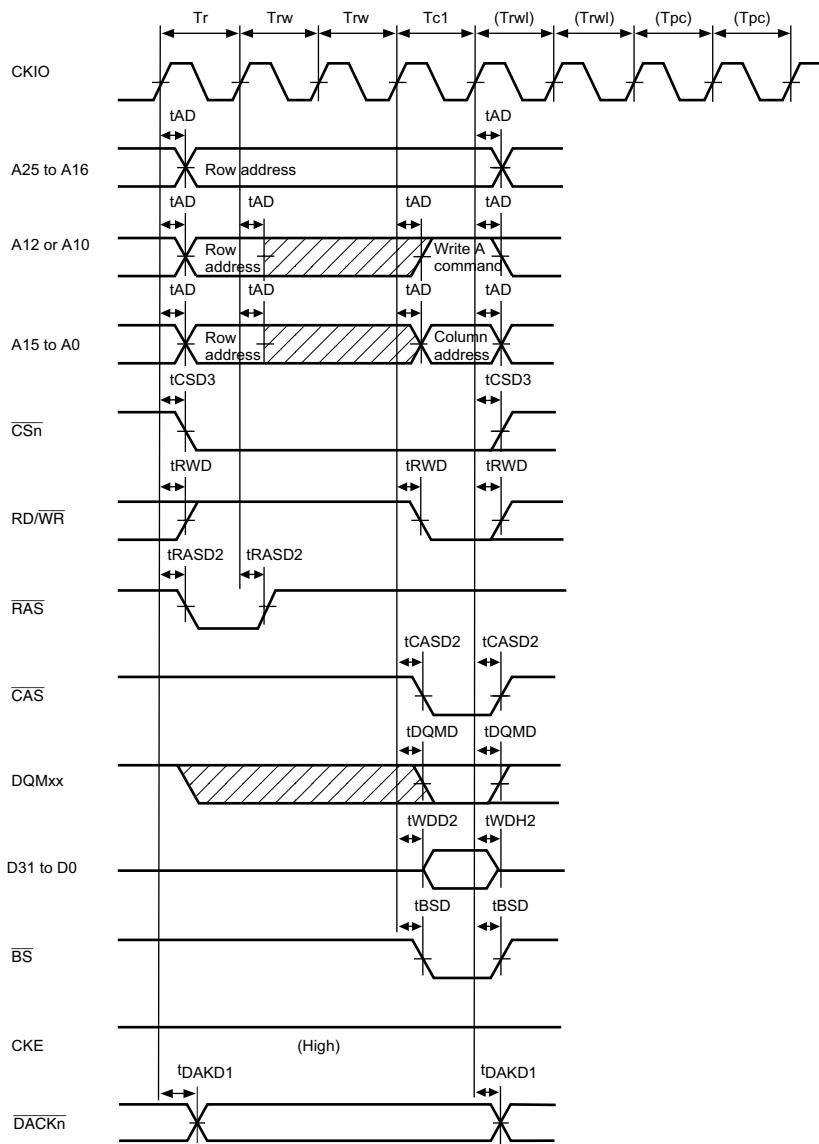 Tr Trw Trw Tc1 (Trwl) (Trwl) (Tpc) (Tpc)
CKIO
tAD tAD
A25 to A16 Row address
tAD tAD tAD tAD
A12 or A10 Row address Write A command
tAD tAD tAD tAD
A15 to A0 Row address Column address
tCSD3 tCSD3
CSn
tRWD tRWD tRWD
RD/WR
tRASD2 tRASD2
RAS
tCASD2 tCASD2
CAS
tDQMD tDQMD
DQMxx
tWDD2 tWDH2
D31 to D0
tBSD tBSD
BS
CKE (High)
tDAKD1 tDAKD1
DACKn